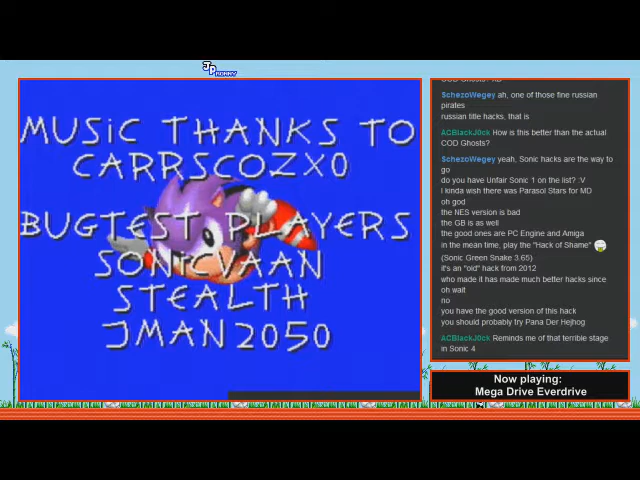 JP
RONNY
MUSIC THANKS TO
CARRSCOZX0
BUGTEST PLAYERS
SONICVAAN
STEALTH
JMAN2050
COD Ghosts? XD
SchezoWegey ah, one of those fine russian
pirates
russian title hacks, that is
ACBlackJ0ck How is this better than the actual
COD Ghosts?
SchezoWegey yeah, Sonic hacks are the way to
go
do you have Unfair Sonic 1 on the list? :V
I kinda wish there was Parasol Stars for MD
oh god
the NES version is bad
the GB is as well
the good ones are PC Engine and Amiga
in the mean time, play the "Hack of Shame"
(Sonic Green Snake 3.65)
it's an "old" hack from 2012
who made it has made much better hacks since
oh wait
no
you have the good version of this hack
you should probably try Pana Der Hejhog
ACBlackJ0ck Reminds me of that terrible stage
in Sonic 4
Now playing:
Mega Drive Everdrive